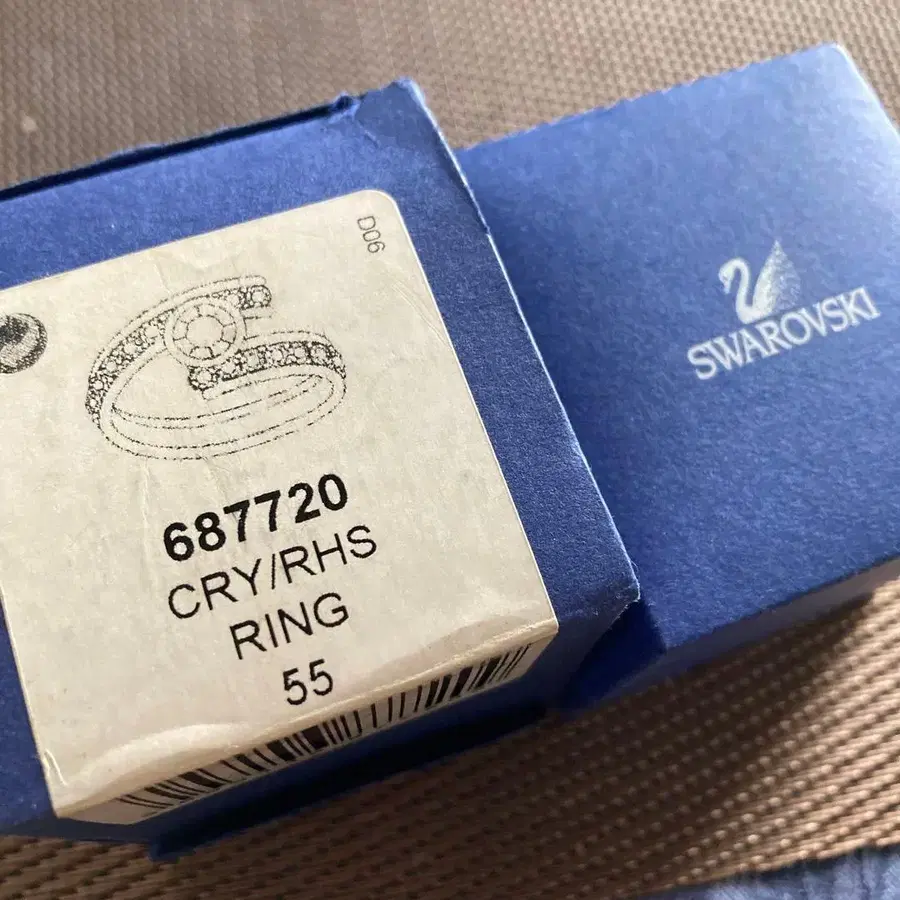 D06
687720
CRY/RHS
RING
55
SWAROVSKI